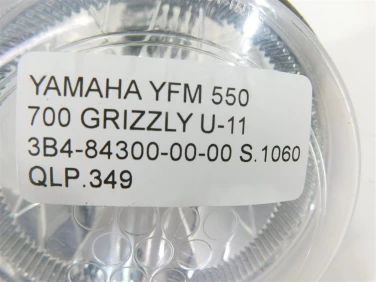 YAMAHA YFM 550
700 GRIZZLY U-11
3B4-84300-00-00 S.1060
QLP.349